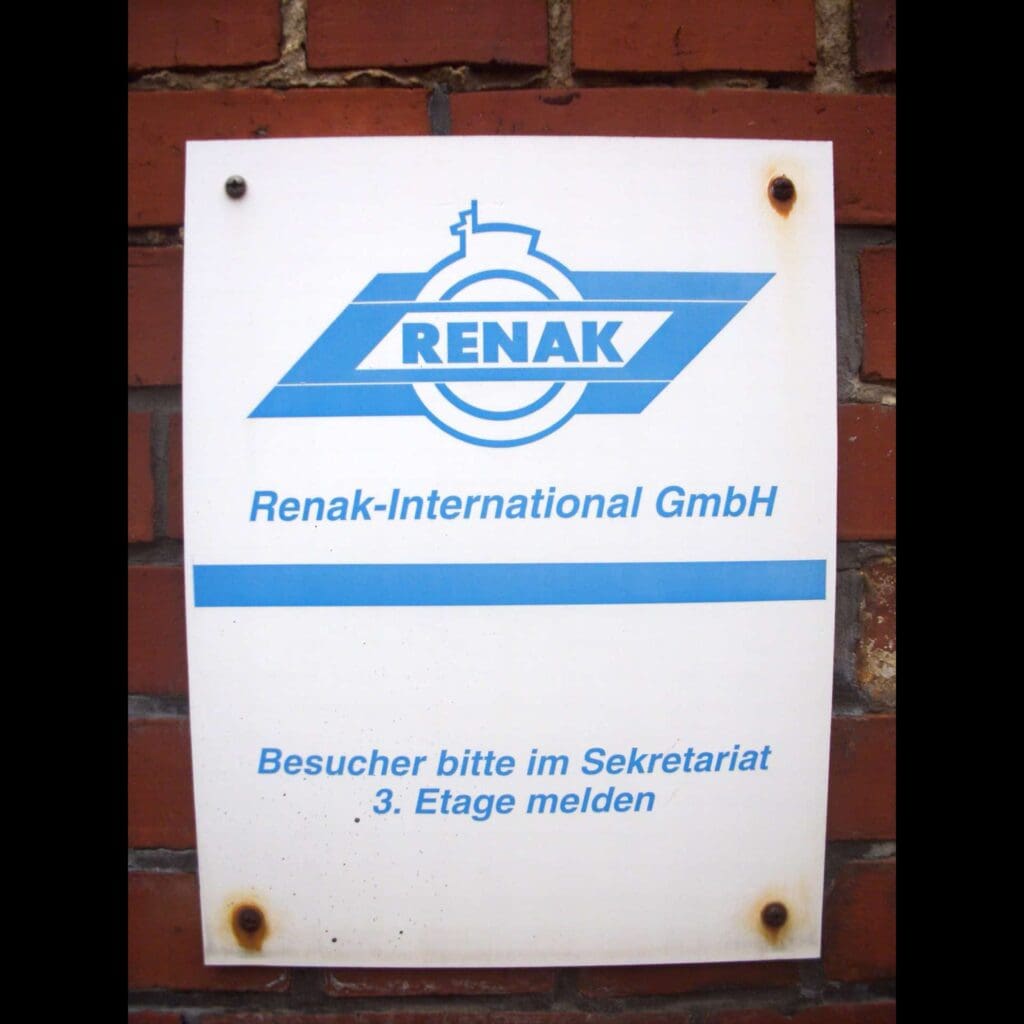 RENAK
Renak-International GmbH
Besucher bitte im Sekretariat
3. Etage melden